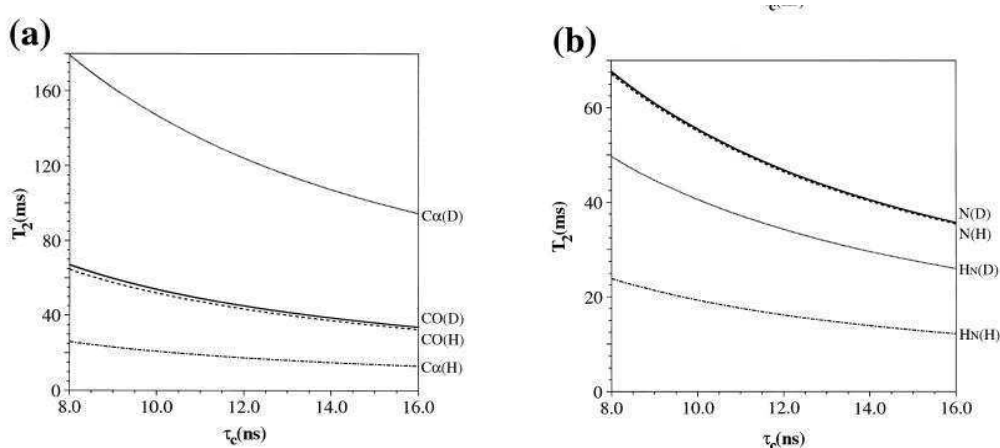 (a)
T2(ms)
160
120
80
40
0
8.0 10.0 12.0 14.0 16.0
τc(ns)
Cα(D)
CO(D)
CO(H)
Cα(H)
(b)
T2(ms)
60
40
20
0
8.0 10.0 12.0 14.0 16.0
τc(ns)
N(D)
N(H)
HN(D)
HN(H)